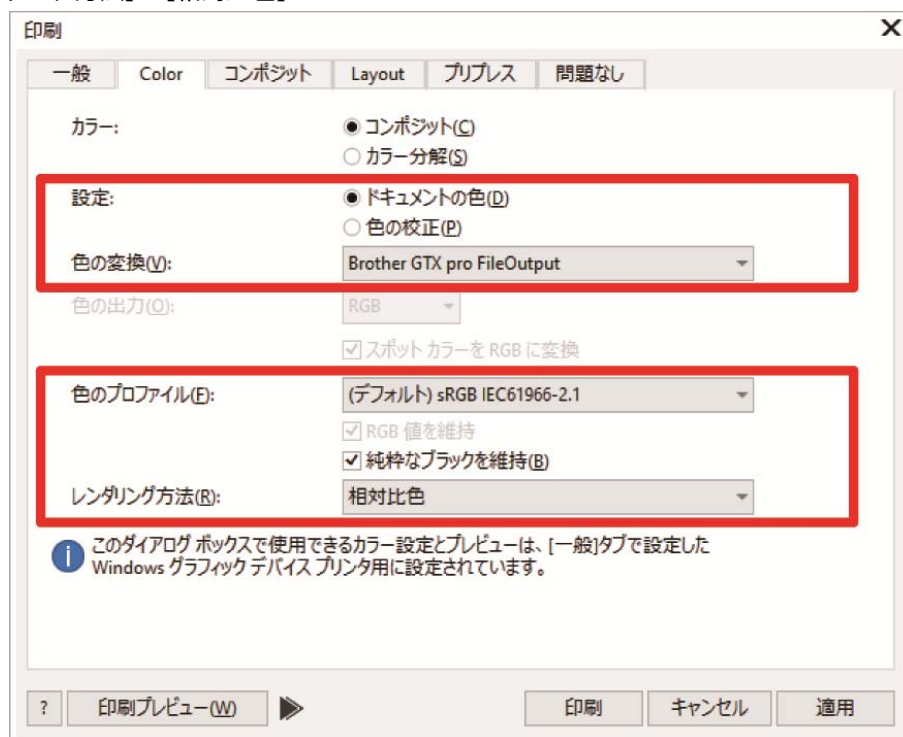 印刷
一般 Color コンポジット Layout プリプレス 問題なし
カラー: コンポジット(C)
カラー分解(S)
設定: ドキュメントの色(D)
色の校正(P)
色の変換(V): Brother GTX pro FileOutput
色の出力(O): RGB
スポット カラーを RGB に変換
色のプロファイル(F): (デフォルト) sRGB IEC61966-2.1
RGB 値を維持
純粋なブラックを維持(B)
レンダリング方法(R): 相対比色
このダイアログ ボックスで使用できるカラー設定とプレビューは、[一般]タブで設定した
Windows グラフィック デバイス プリンタ用に設定されています。
? 印刷プレビュー(W) 印刷 キャンセル 適用